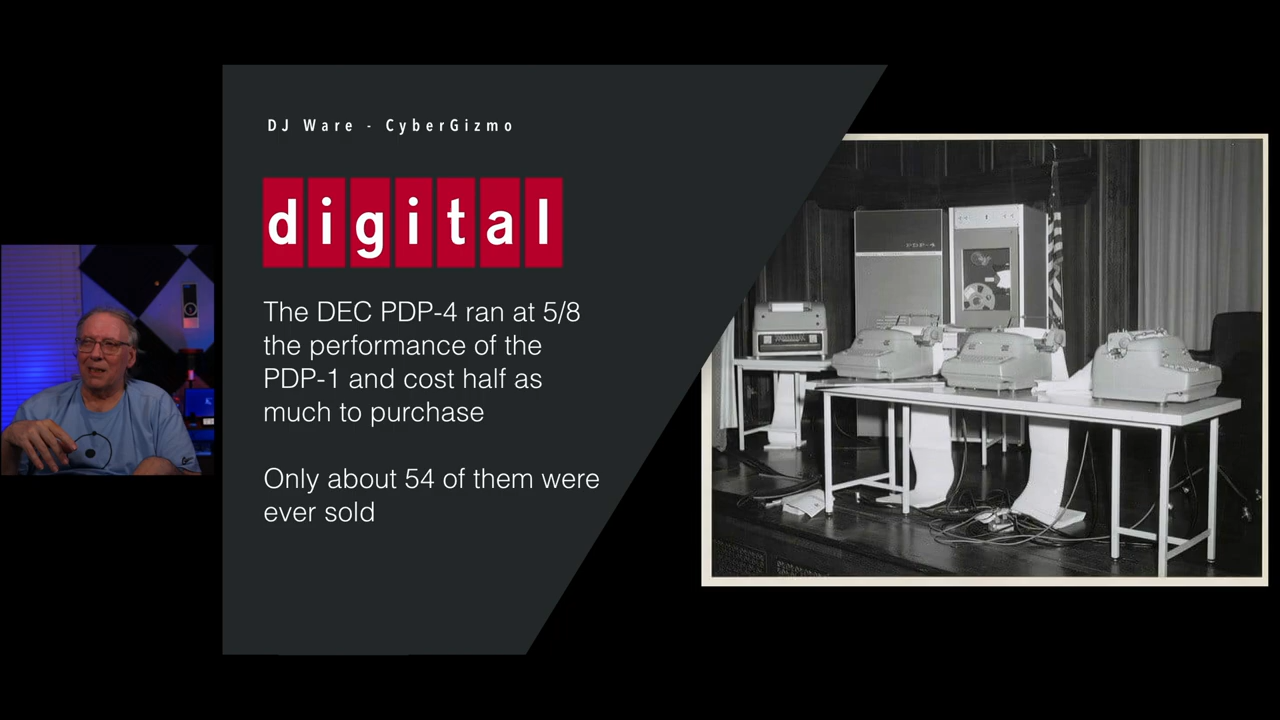 DJ Ware - CyberGizmo
digital
The DEC PDP-4 ran at 5/8
the performance of the
PDP-1 and cost half as
much to purchase
Only about 54 of them were
ever sold
PDP-4